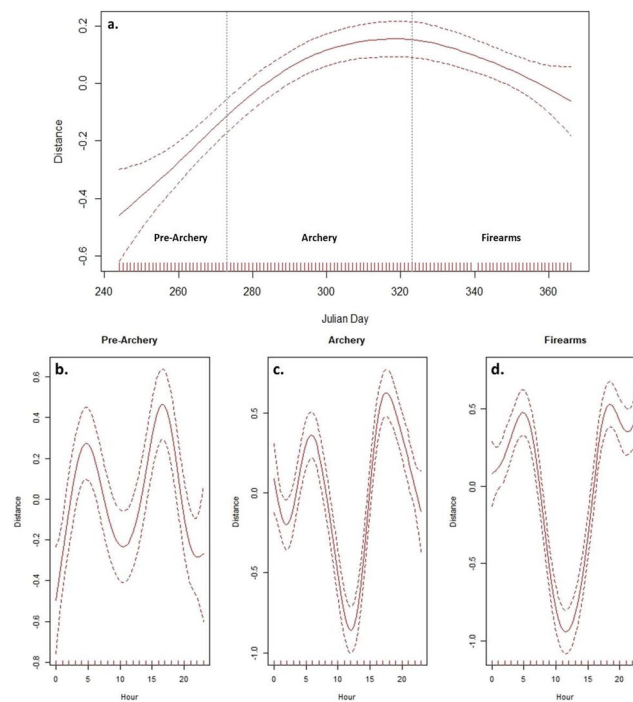 a.
0.2
0.0
-0.2
-0.4
-0.6
Distance
Pre-Archery Archery Firearms
240 260 280 300 320 340 360
Julian Day
Pre-Archery
b.
0.6
0.4
0.2
0.0
-0.2
-0.4
-0.8
Distance
0 5 10 15 20
Hour
Archery
c.
0.5
0.0
-0.5
-1.0
Distance
0 5 10 15 20
Hour
Firearms
d.
0.5
0.0
-0.5
-1.0
Distance
0 5 10 15 20
Hour